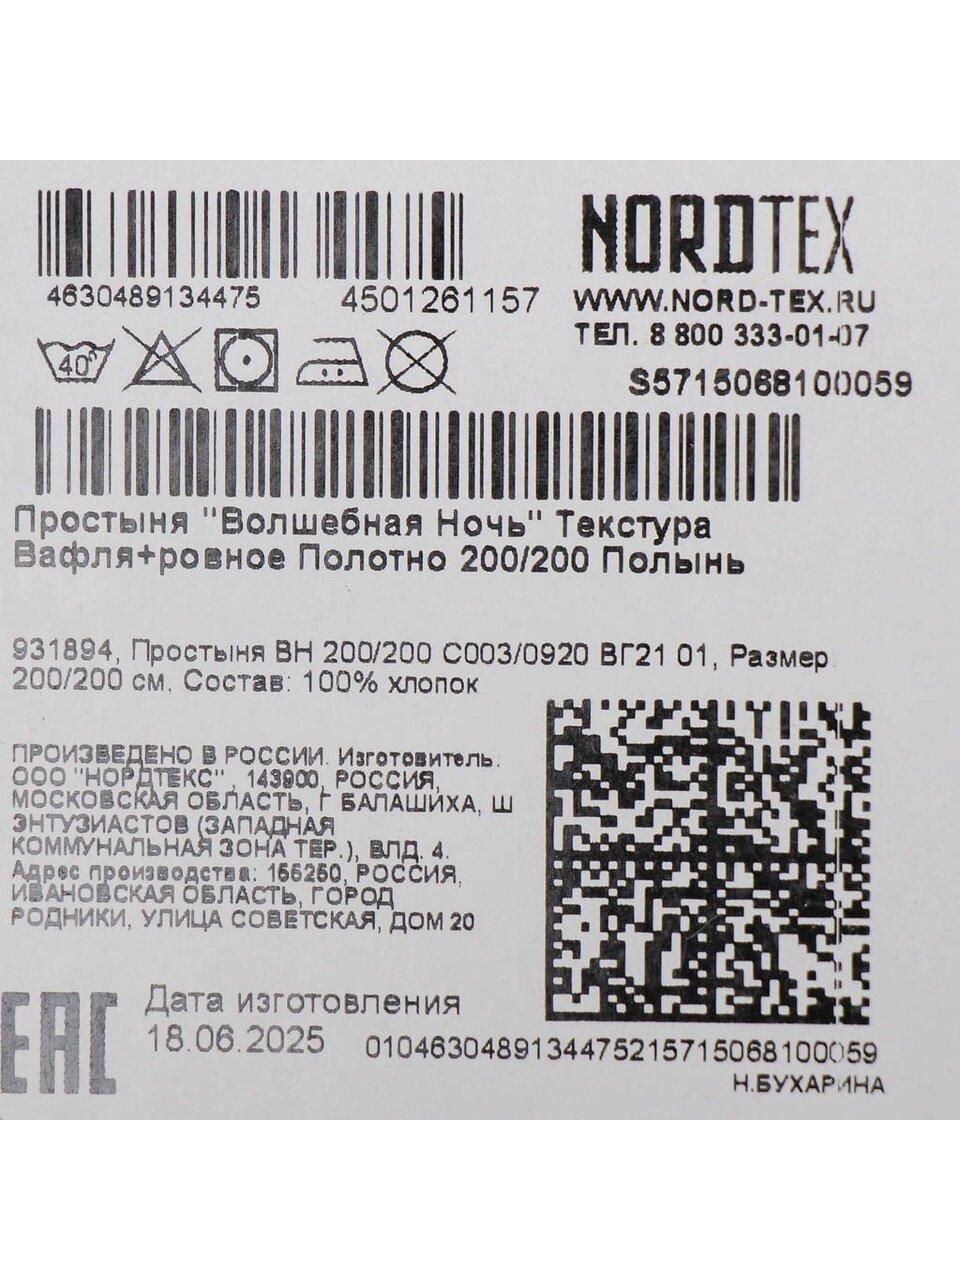 NORDTEX
4630489134475 4501261157
WWW.NORD-TEX.RU
ТЕЛ. 8 800 333-01-07
40°
S5715068100059
Простыня "Волшебная Ночь" Текстура
Вафля+ровное Полотно 200/200 Полынь
931894, Простыня ВН 200/200 С003/0920 ВГ21 01, Размер
200/200 см, Состав: 100% хлопок
ПРОИЗВЕДЕНО В РОССИИ. Изготовитель:
ООО "НОРДТЕКС", 143900, РОССИЯ,
МОСКОВСКАЯ ОБЛАСТЬ, Г БАЛАШИХА, Ш
ЭНТУЗИАСТОВ (ЗАПАДНАЯ
КОММУНАЛЬНАЯ ЗОНА ТЕР.), ВЛД. 4.
Адрес производства: 155250, РОССИЯ,
ИВАНОВСКАЯ ОБЛАСТЬ, ГОРОД
РОДНИКИ, УЛИЦА СОВЕТСКАЯ, ДОМ 20
EAC
Дата изготовления
18.06.2025
0104630489134475215715068100059
Н.БУХАРИНА